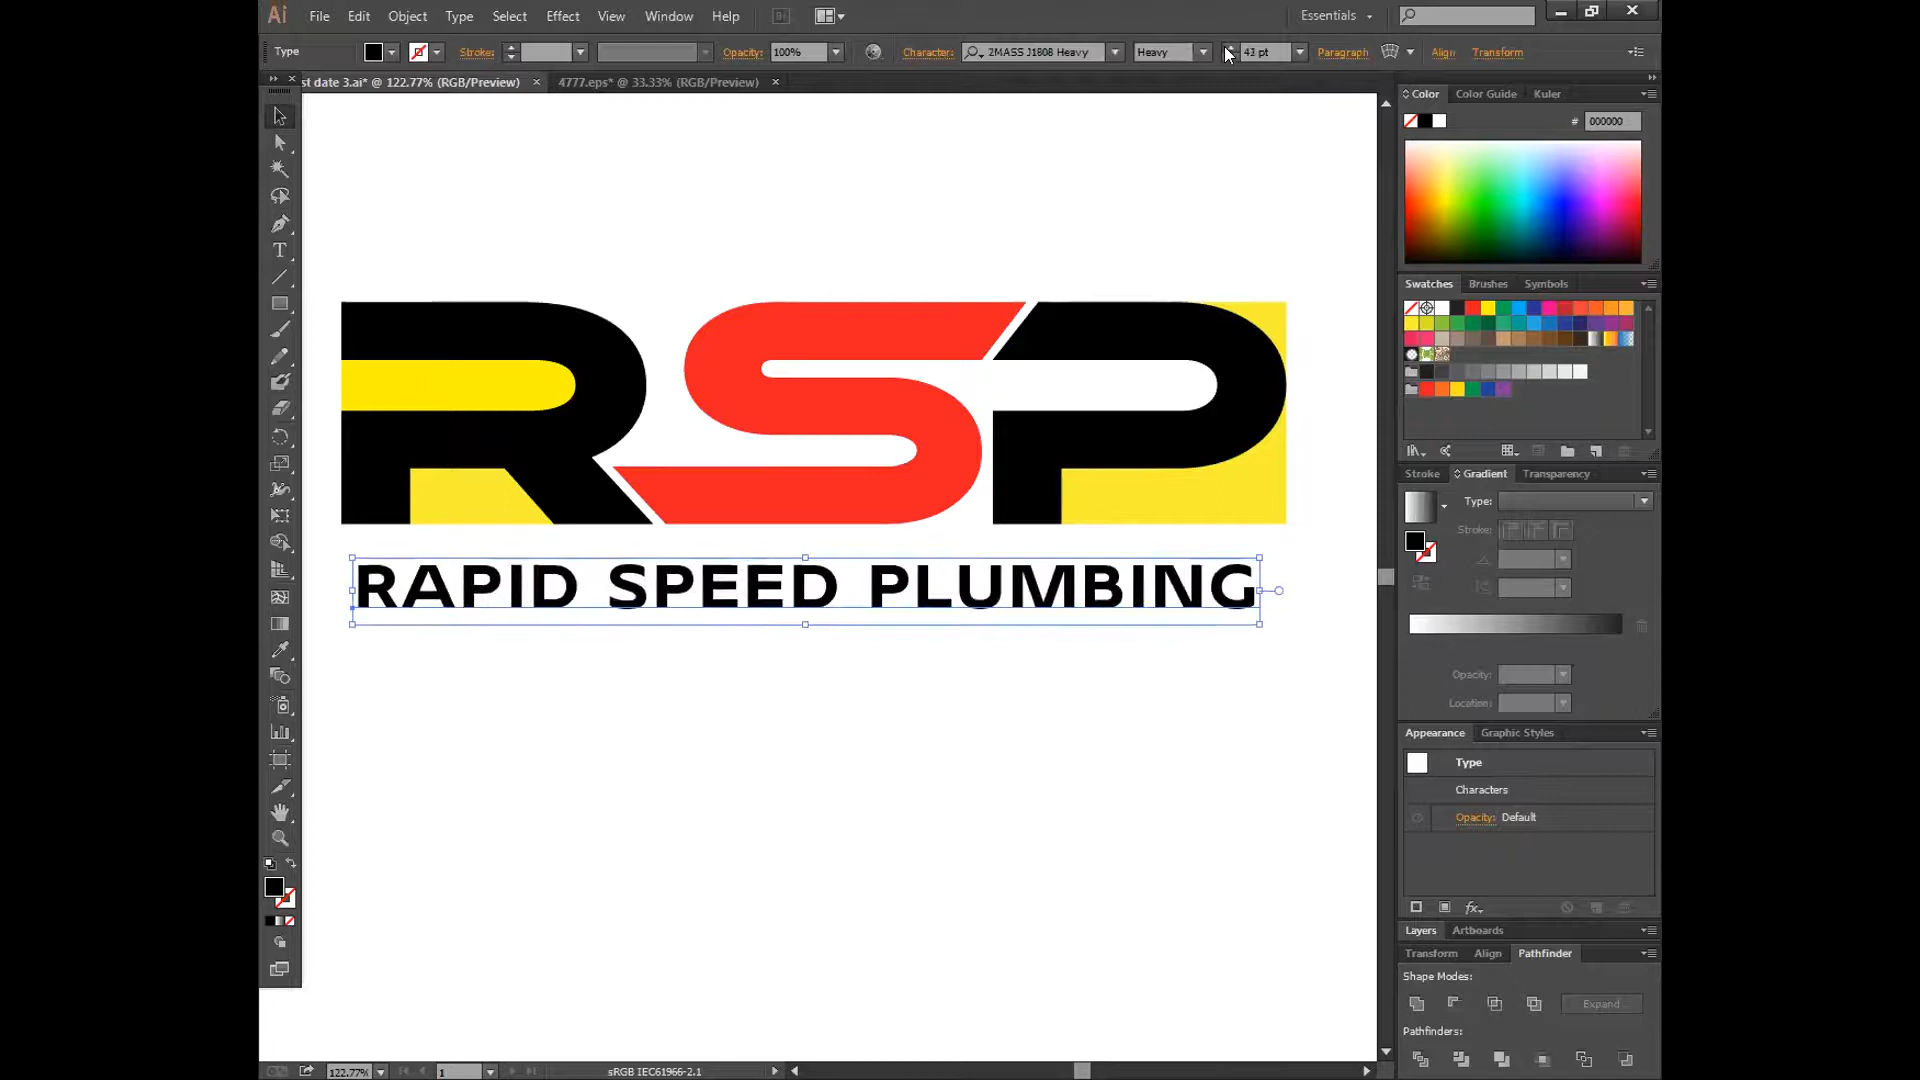 Ai File Edit Object Type Select Effect View Window Help Br Essentials
Type Stroke: Opacity: 100% Character: 2MASS J1808 Heavy Heavy 43 pt Paragraph Align Transform
st date 3.ai* @ 122.77% (RGB/Preview) 4777.eps* @ 33.33% (RGB/Preview)
Color Color Guide Kuler
# 000000
Swatches Brushes Symbols
RSP
RAPID SPEED PLUMBING
Stroke Gradient Transparency
Type:
Stroke:
Opacity:
Location:
Appearance Graphic Styles
Type
Characters
Opacity: Default
fx
Layers Artboards
Transform Align Pathfinder
Shape Modes:
Expand
Pathfinders:
122.77% 1 sRGB IEC61966-2.1